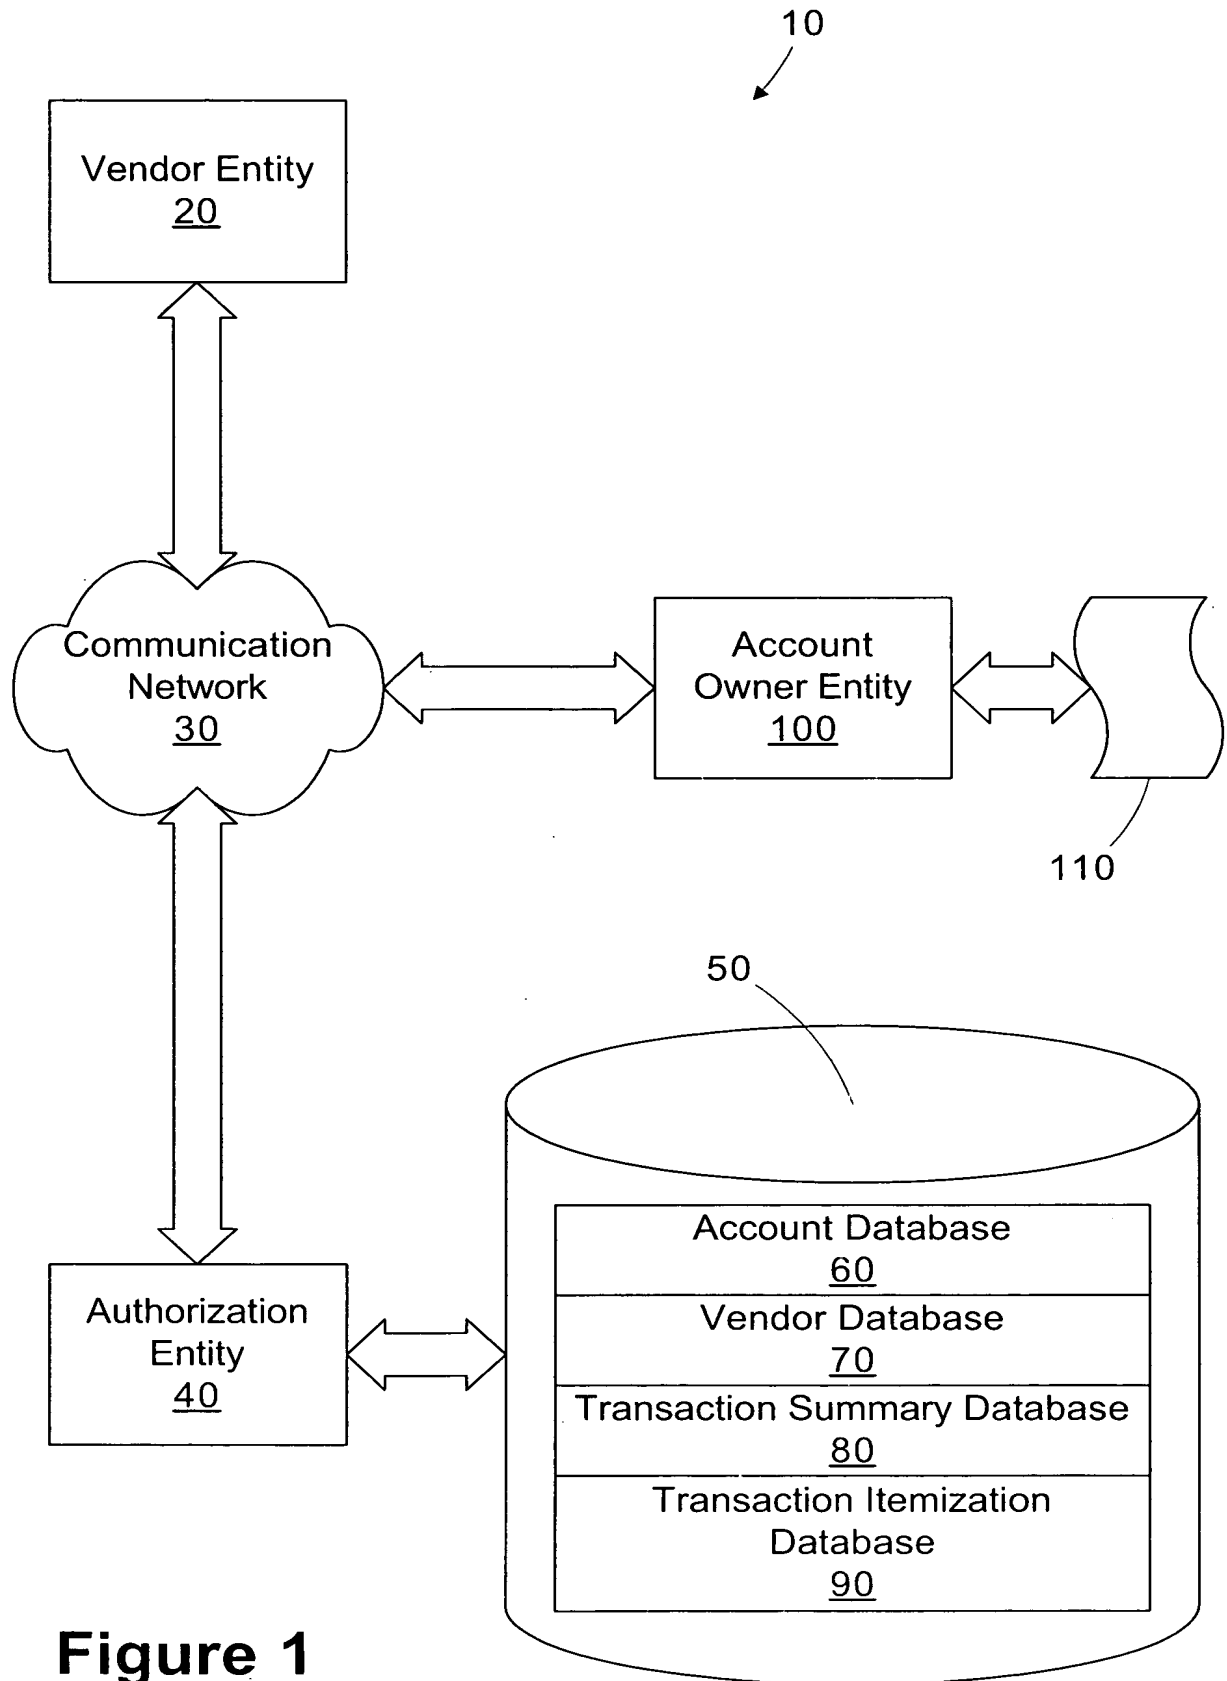 10
Vendor Entity
20
Communication
Network
30
Account
Owner Entity
100
110
50
Authorization
Entity
40
Account Database
60
Vendor Database
70
Transaction Summary Database
80
Transaction Itemization
Database
90
Figure 1